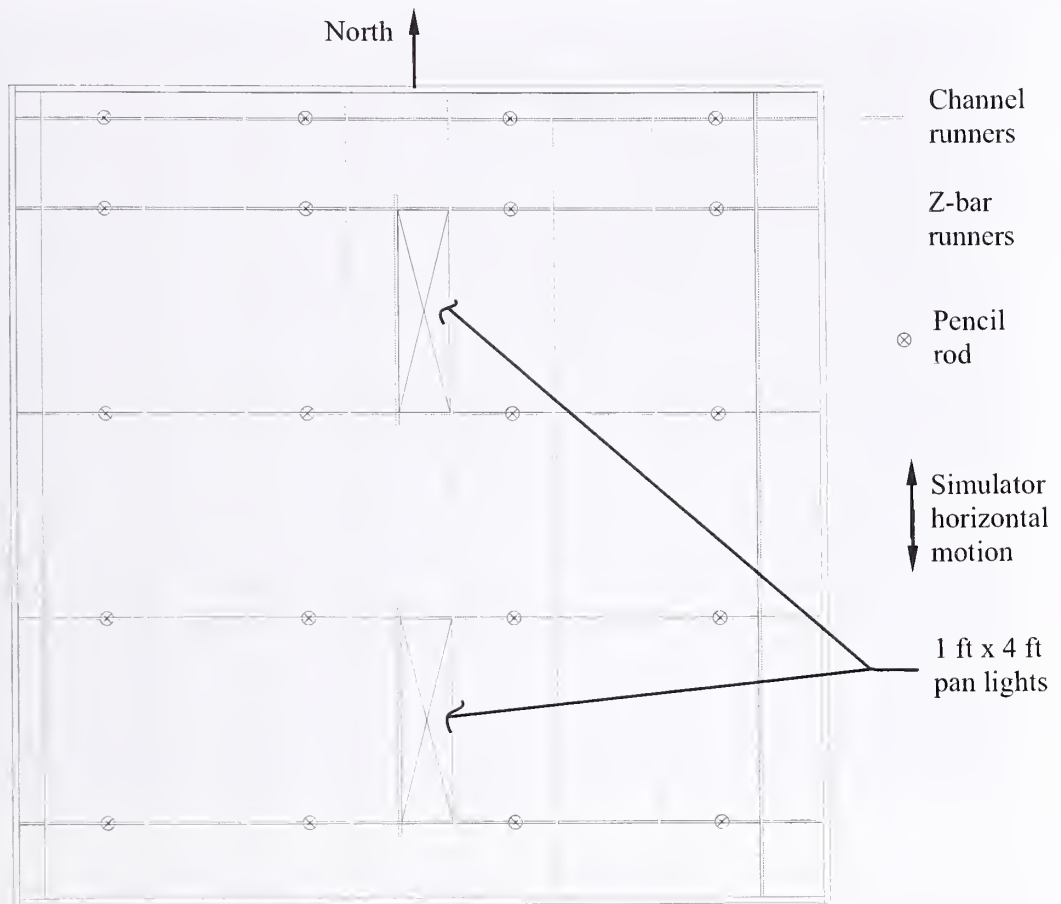 North
Channel
runners
Z-bar
runners
Pencil
rod
Simulator
horizontal
motion
1 ft x 4 ft
pan lights